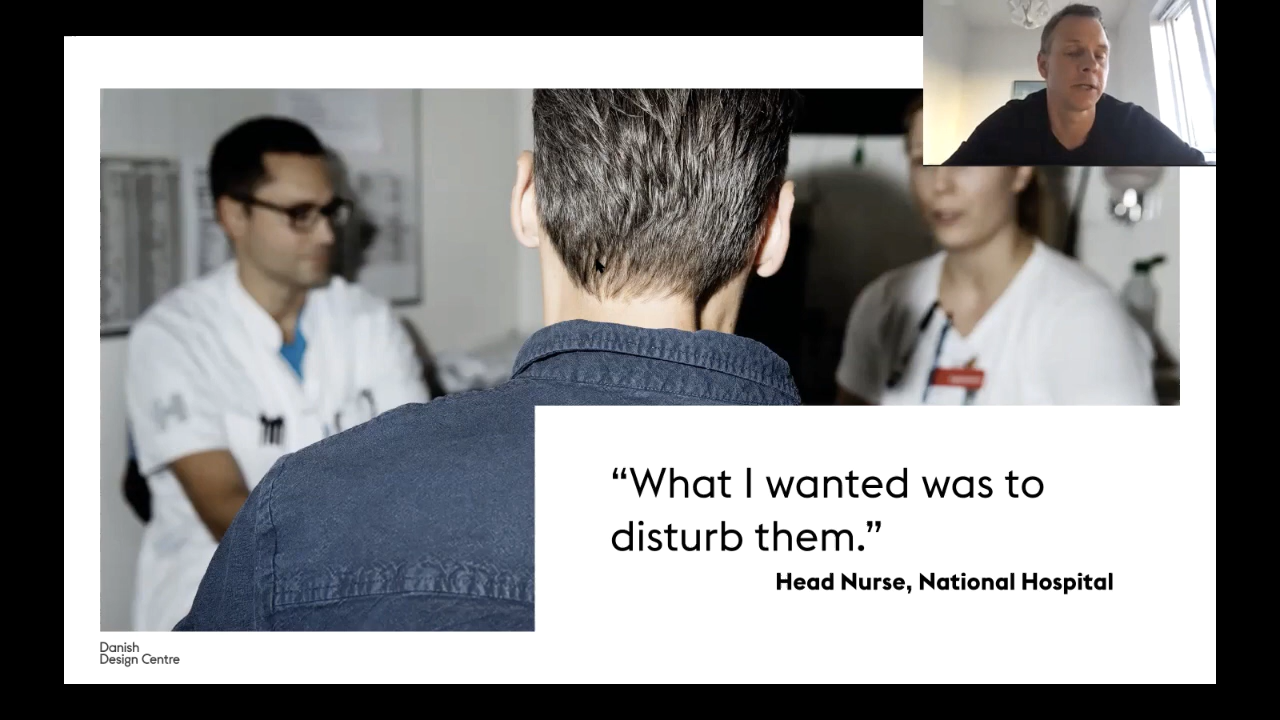 “What I wanted was to
disturb them.”
Head Nurse, National Hospital
Danish
Design Centre